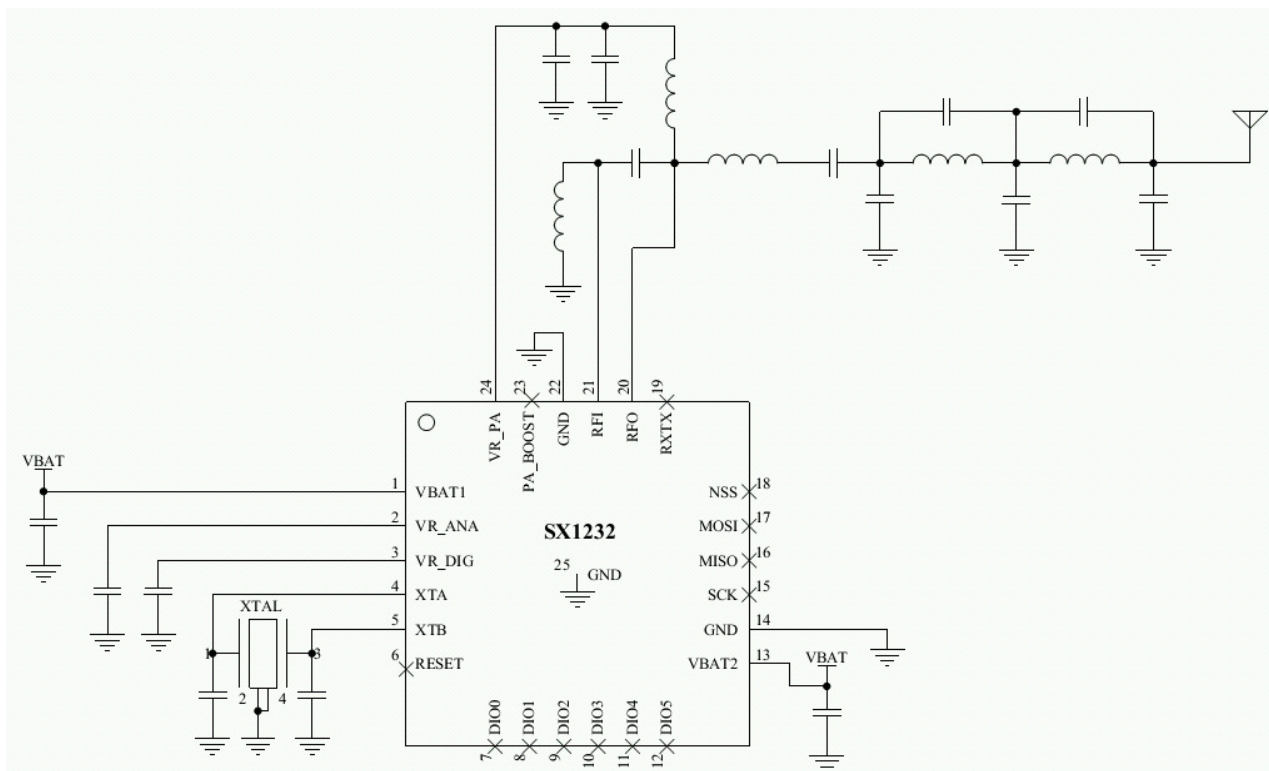 24
23
22
21
20
19
VR_PA
PA_BOOST
GND
RFI
RFO
RXTX
VBAT
1
VBAT1
2
VR_ANA
3
VR_DIG
4
XTA
5
XTB
6
RESET
XTAL
1
3
2
4
SX1232
25
GND
NSS
18
MOSI
17
MISO
16
SCK
15
GND
14
VBAT2
13
VBAT
DIO0
DIO1
DIO2
DIO3
DIO4
DIO5
7
8
9
10
11
12